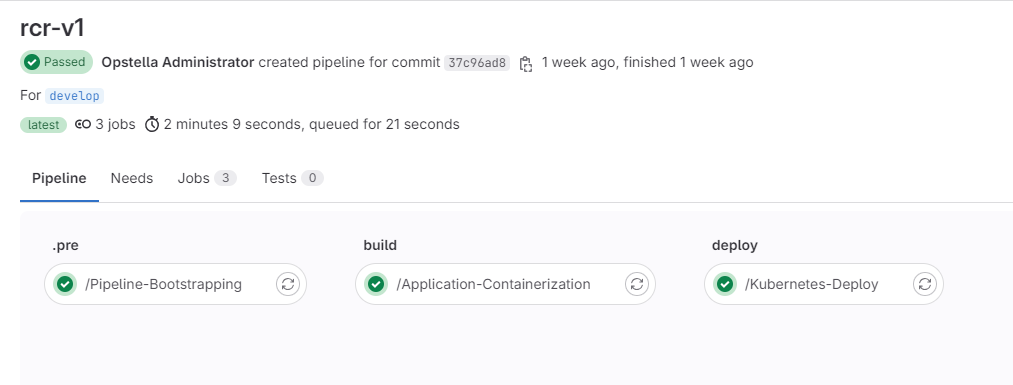 rcr-v1
Passed Opstella Administrator created pipeline for commit 37c96ad8 1 week ago, finished 1 week ago
For develop
latest 3 jobs 2 minutes 9 seconds, queued for 21 seconds
Pipeline Needs Jobs 3 Tests 0
.pre build deploy
/Pipeline-Bootstrapping /Application-Containerization /Kubernetes-Deploy